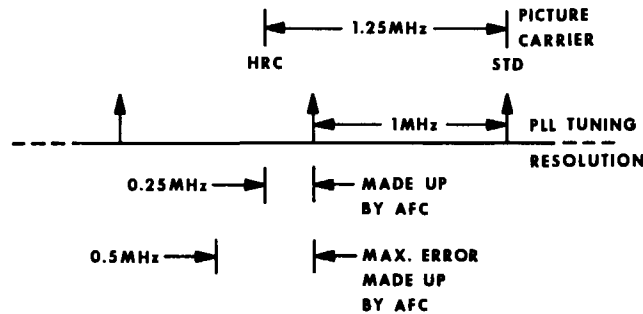 1.25MHz
PICTURE
CARRIER
HRC
STD
1MHz
PLL TUNING
RESOLUTION
0.25MHz
MADE UP
BY AFC
0.5MHz
MAX. ERROR
MADE UP
BY AFC